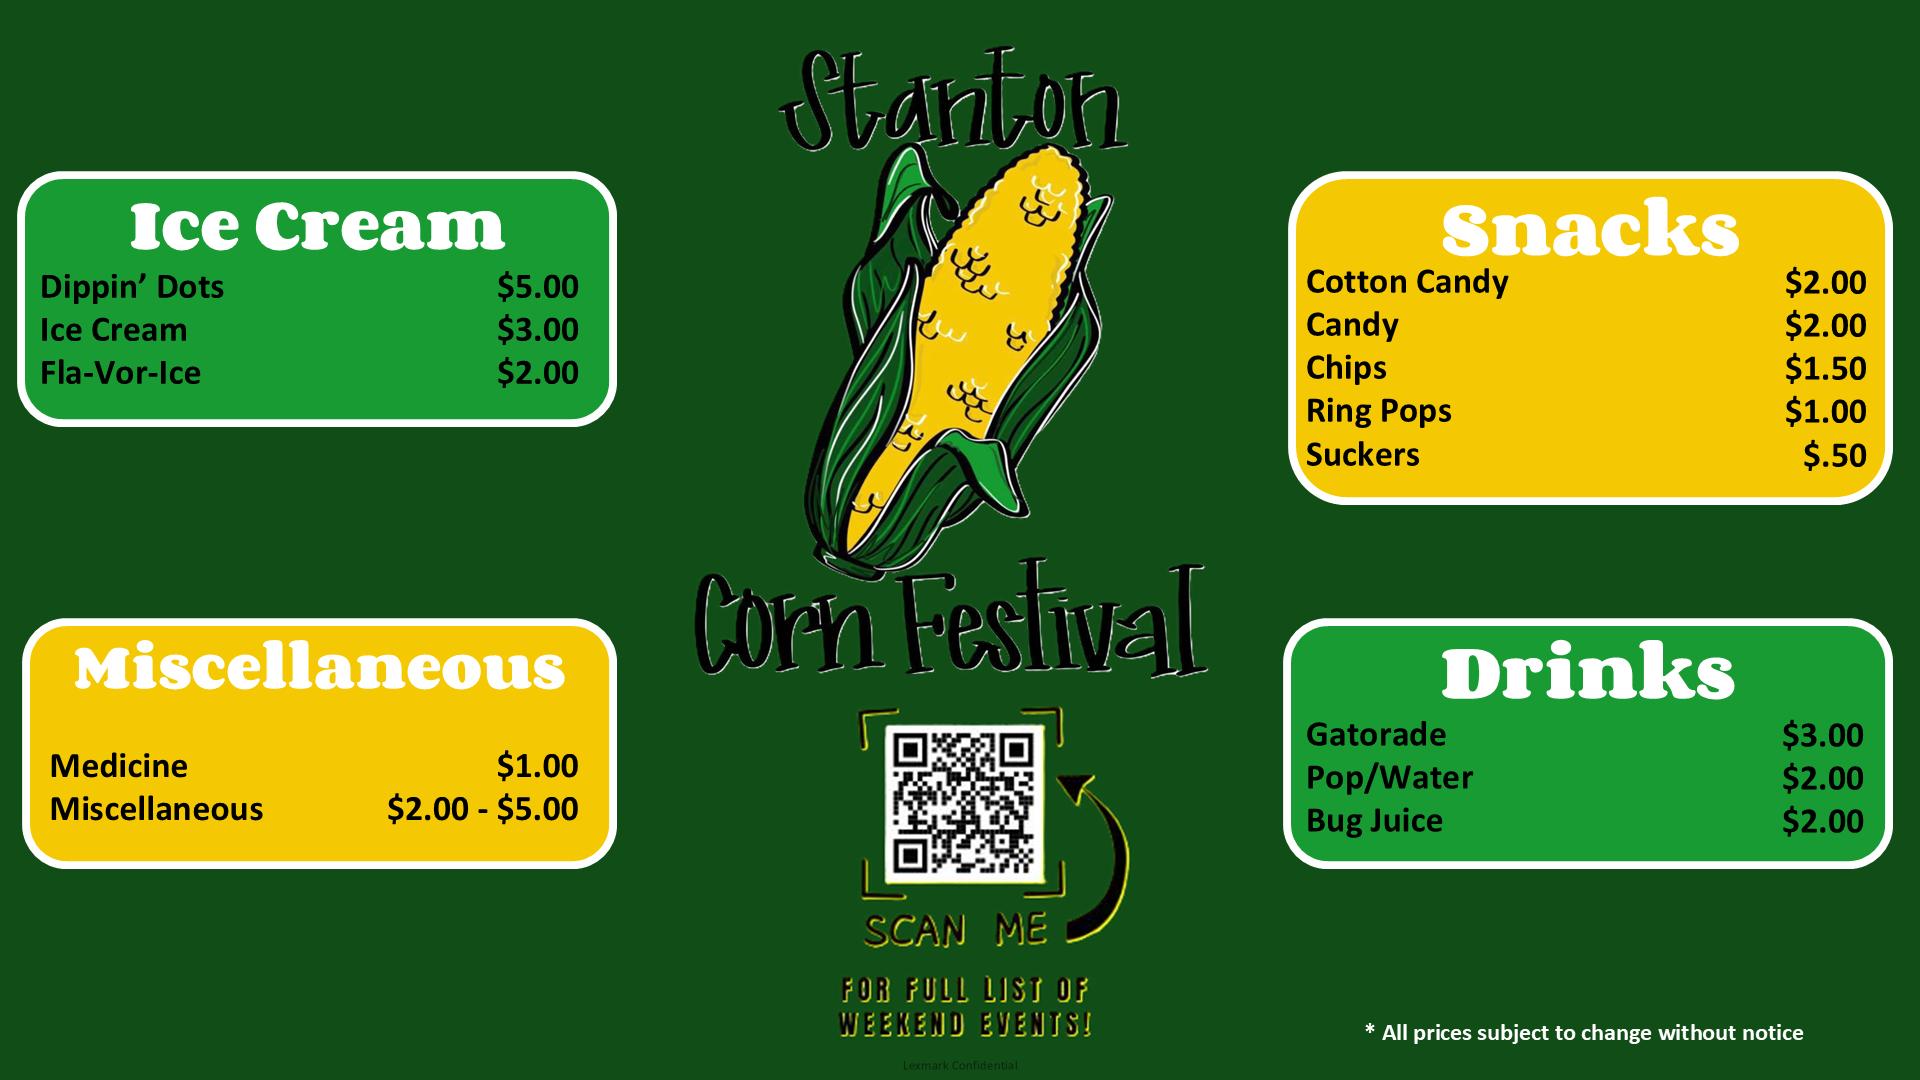 Stanton
Corn Festival
Ice Cream
Dippin’ Dots $5.00
Ice Cream $3.00
Fla-Vor-Ice $2.00
Miscellaneous
Medicine $1.00
Miscellaneous $2.00 - $5.00
Snacks
Cotton Candy $2.00
Candy $2.00
Chips $1.50
Ring Pops $1.00
Suckers $.50
Drinks
Gatorade $3.00
Pop/Water $2.00
Bug Juice $2.00
SCAN ME
FOR FULL LIST OF
WEEKEND EVENTS!
* All prices subject to change without notice
Lexmark Confidential